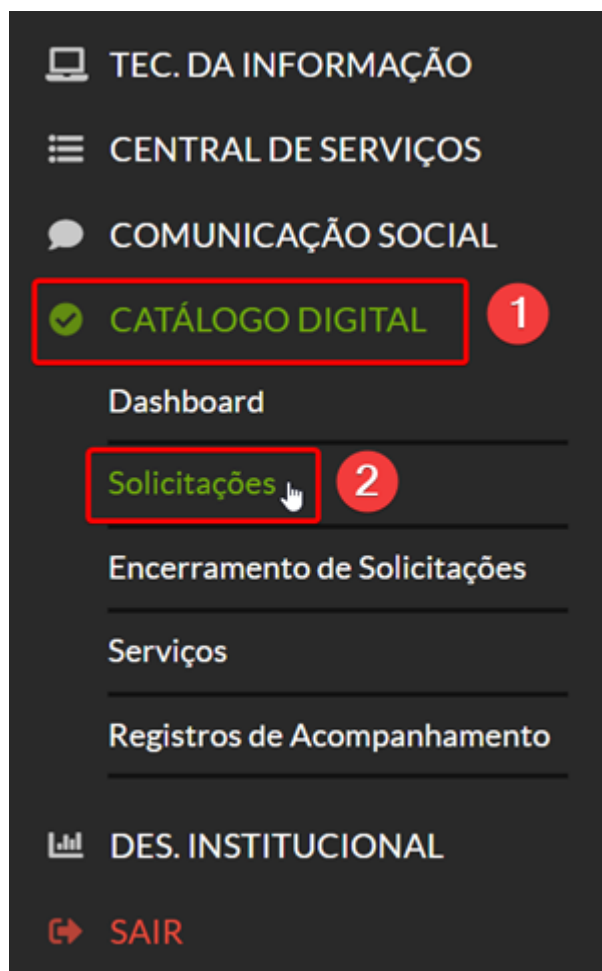 TEC. DA INFORMAÇÃO
CENTRAL DE SERVIÇOS
COMUNICAÇÃO SOCIAL
CATÁLOGO DIGITAL 1
Dashboard
Solicitações 2
Encerramento de Solicitações
Serviços
Registros de Acompanhamento
DES. INSTITUCIONAL
SAIR